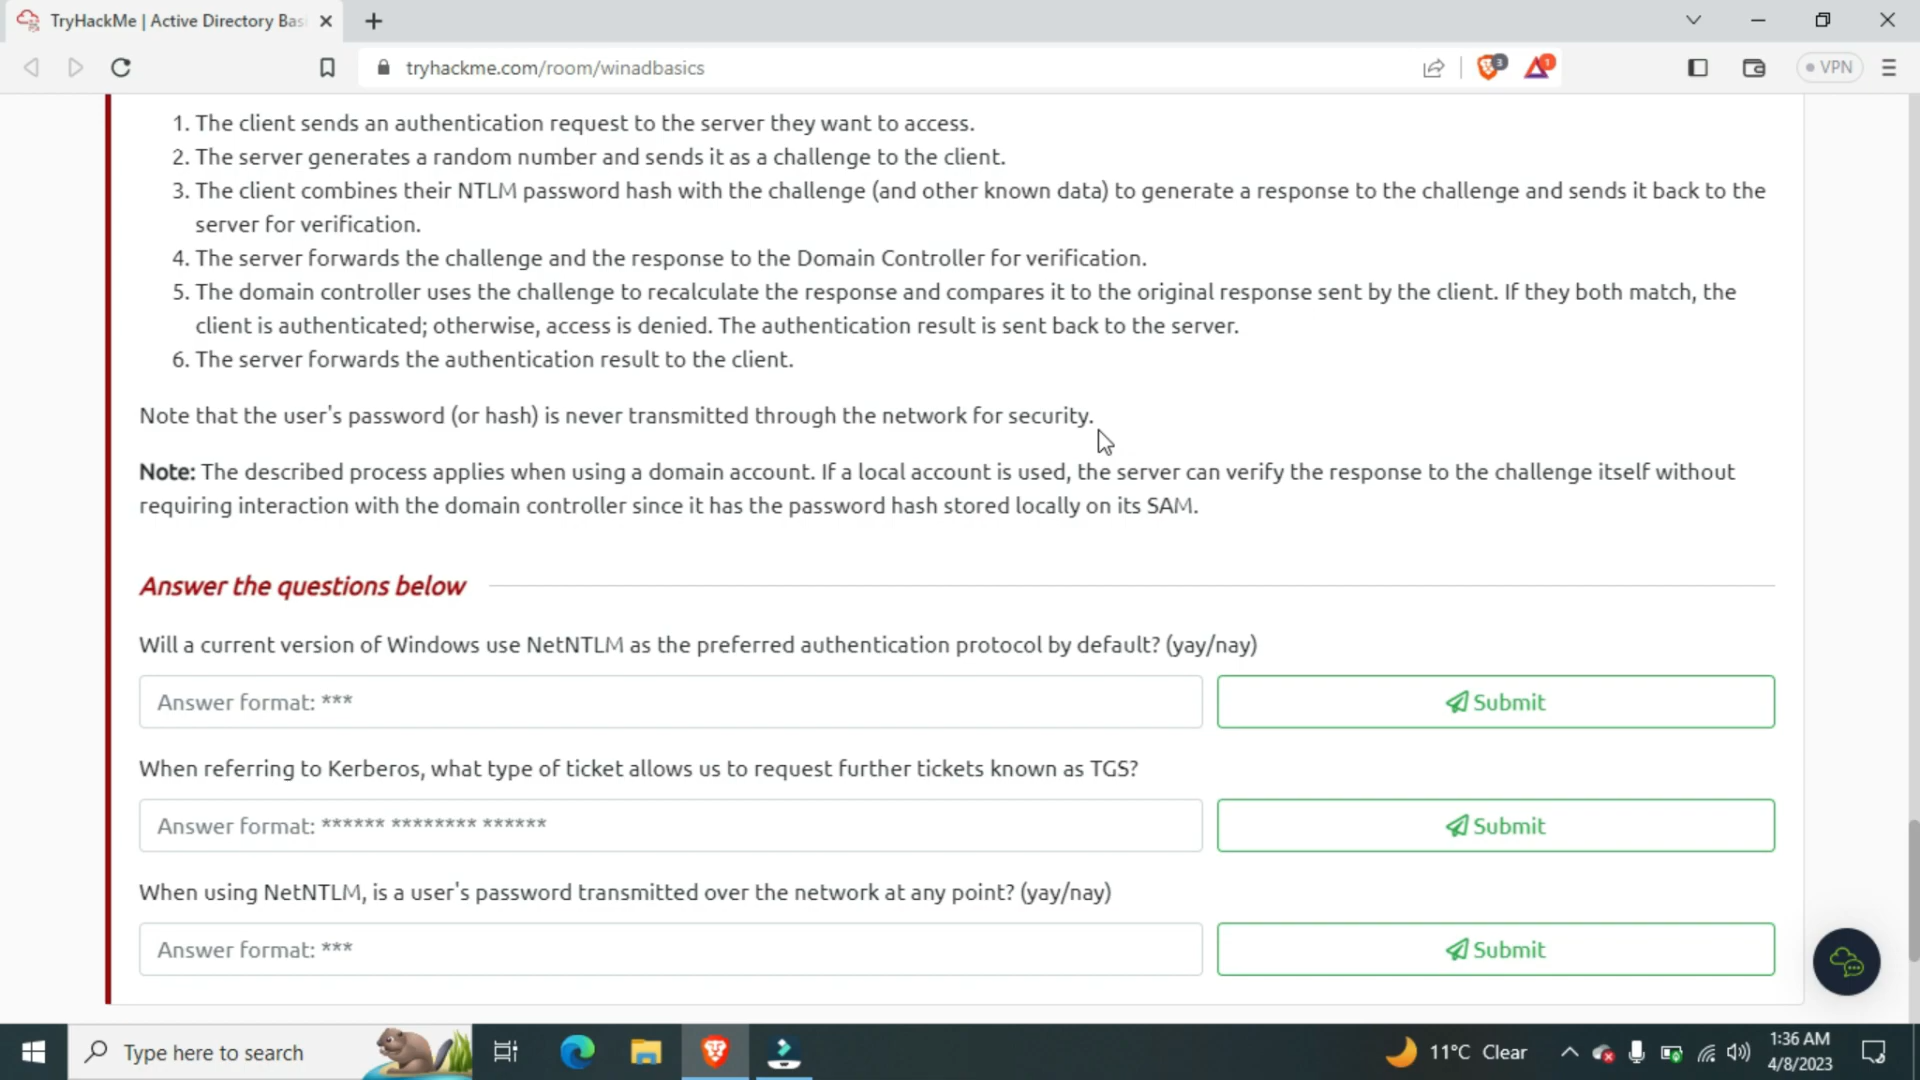 TryHackMe | Active Directory Bas
tryhackme.com/room/winadbasics
3
1
VPN
1. The client sends an authentication request to the server they want to access.
2. The server generates a random number and sends it as a challenge to the client.
3. The client combines their NTLM password hash with the challenge (and other known data) to generate a response to the challenge and sends it back to the
server for verification.
4. The server forwards the challenge and the response to the Domain Controller for verification.
5. The domain controller uses the challenge to recalculate the response and compares it to the original response sent by the client. If they both match, the
client is authenticated; otherwise, access is denied. The authentication result is sent back to the server.
6. The server forwards the authentication result to the client.
Note that the user's password (or hash) is never transmitted through the network for security.
Note: The described process applies when using a domain account. If a local account is used, the server can verify the response to the challenge itself without
requiring interaction with the domain controller since it has the password hash stored locally on its SAM.
Answer the questions below
Will a current version of Windows use NetNTLM as the preferred authentication protocol by default? (yay/nay)
Answer format: ***
Submit
When referring to Kerberos, what type of ticket allows us to request further tickets known as TGS?
Answer format: ****** ******** ******
Submit
When using NetNTLM, is a user's password transmitted over the network at any point? (yay/nay)
Answer format: ***
Submit
Type here to search
11°C Clear
1:36 AM
4/8/2023